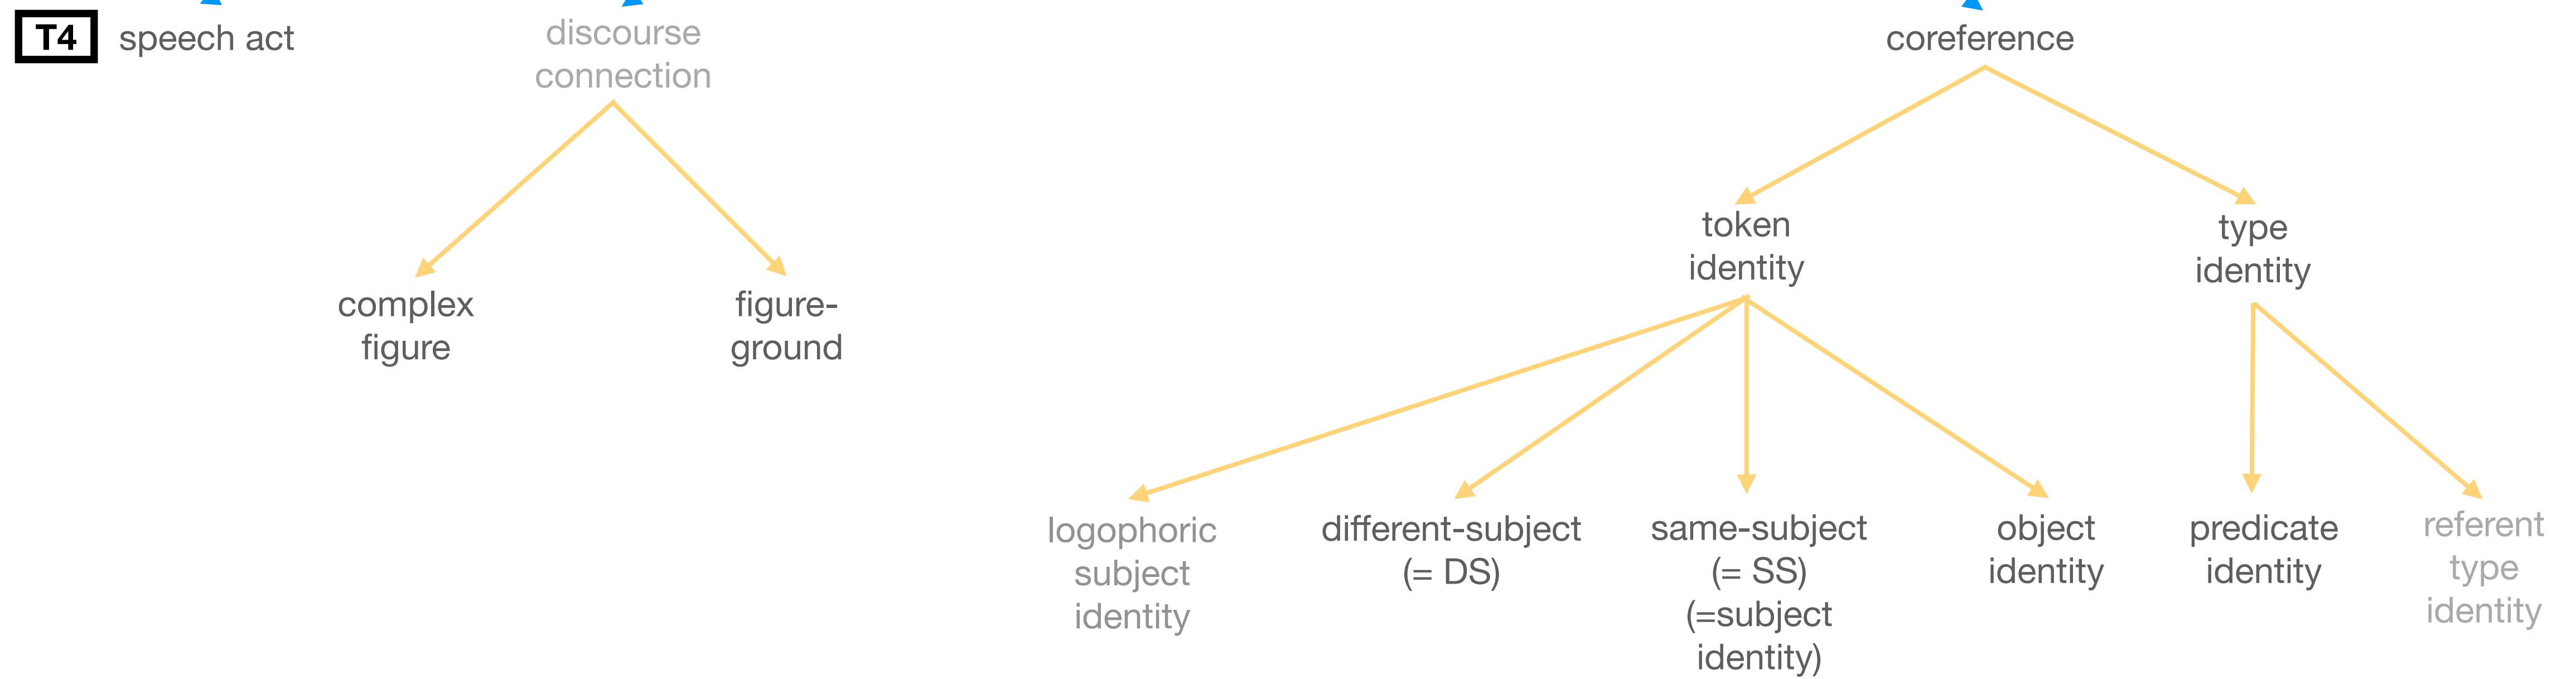 T4
speech act
discourse
connection
coreference
token
identity
type
identity
complex
figure
figure-
ground
logophoric
subject
identity
different-subject
(= DS)
same-subject
(= SS)
(=subject
identity)
object
identity
predicate
identity
referent
type
identity